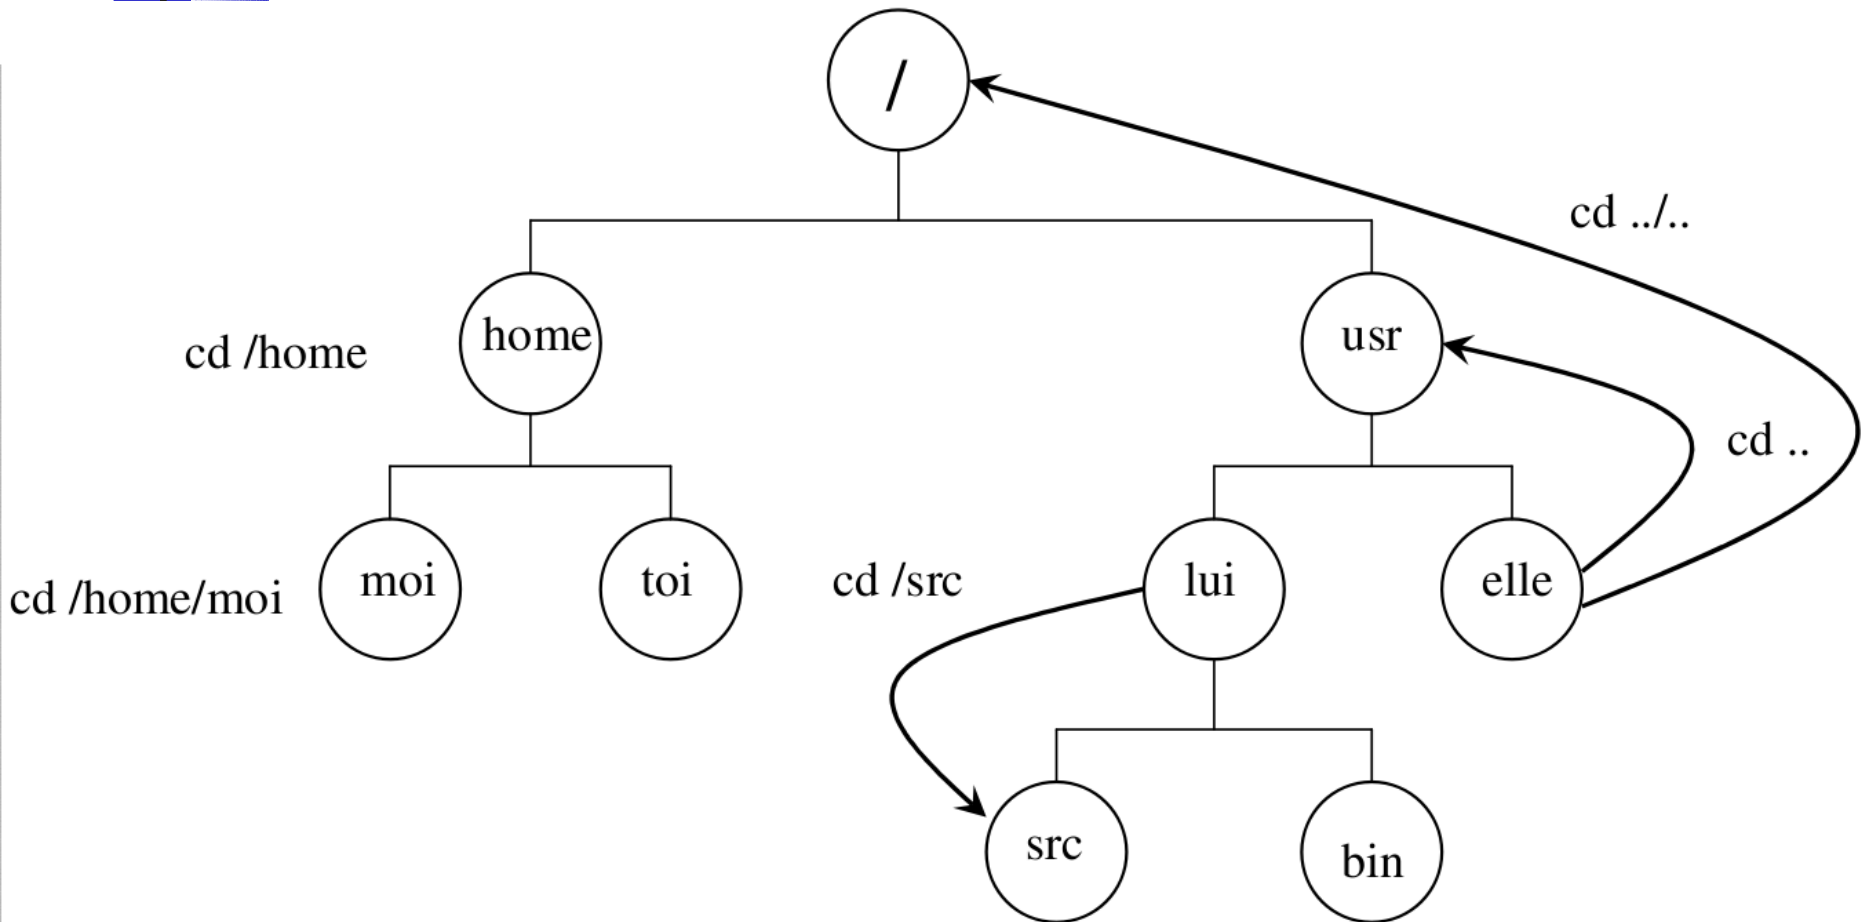 /
cd ../..
cd /home
home
usr
cd ..
cd /home/moi
moi
toi
cd /src
lui
elle
src
bin